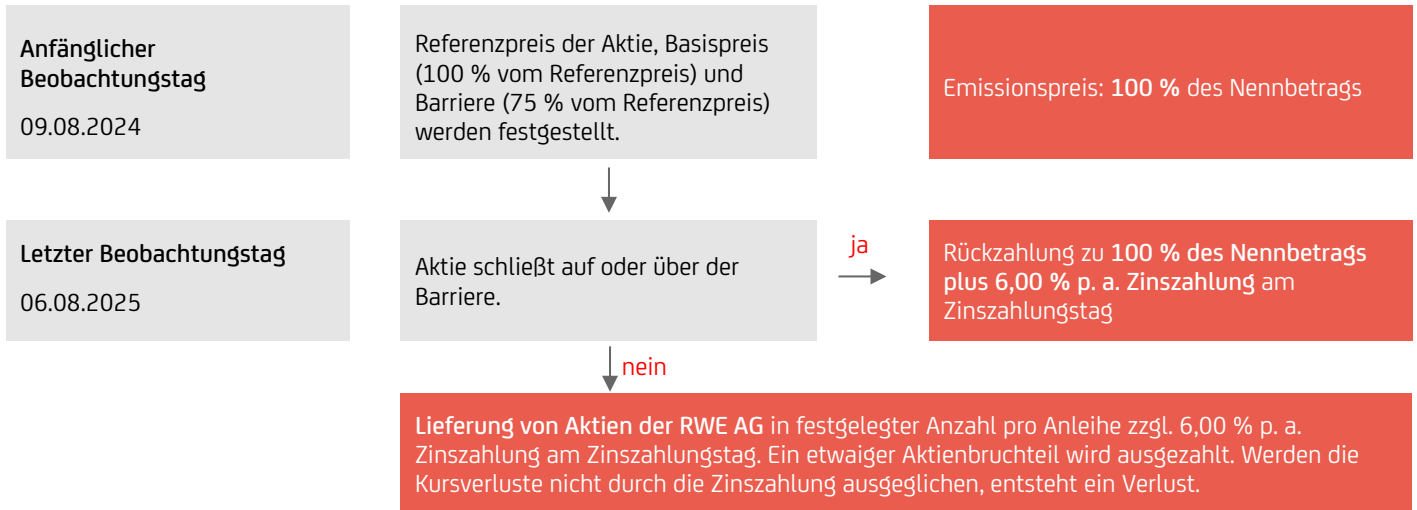 Anfänglicher
Beobachtungstag
09.08.2024
Referenzpreis der Aktie, Basispreis
(100 % vom Referenzpreis) und
Barriere (75 % vom Referenzpreis)
werden festgestellt.
Emissionspreis: 100 % des Nennbetrags
Letzter Beobachtungstag
06.08.2025
Aktie schließt auf oder über der
Barriere.
ja
Rückzahlung zu 100 % des Nennbetrags
plus 6,00 % p. a. Zinszahlung am
Zinszahlungstag
nein
Lieferung von Aktien der RWE AG in festgelegter Anzahl pro Anleihe zzgl. 6,00 % p. a.
Zinszahlung am Zinszahlungstag. Ein etwaiger Aktienbruchteil wird ausgezahlt. Werden die
Kursverluste nicht durch die Zinszahlung ausgeglichen, entsteht ein Verlust.